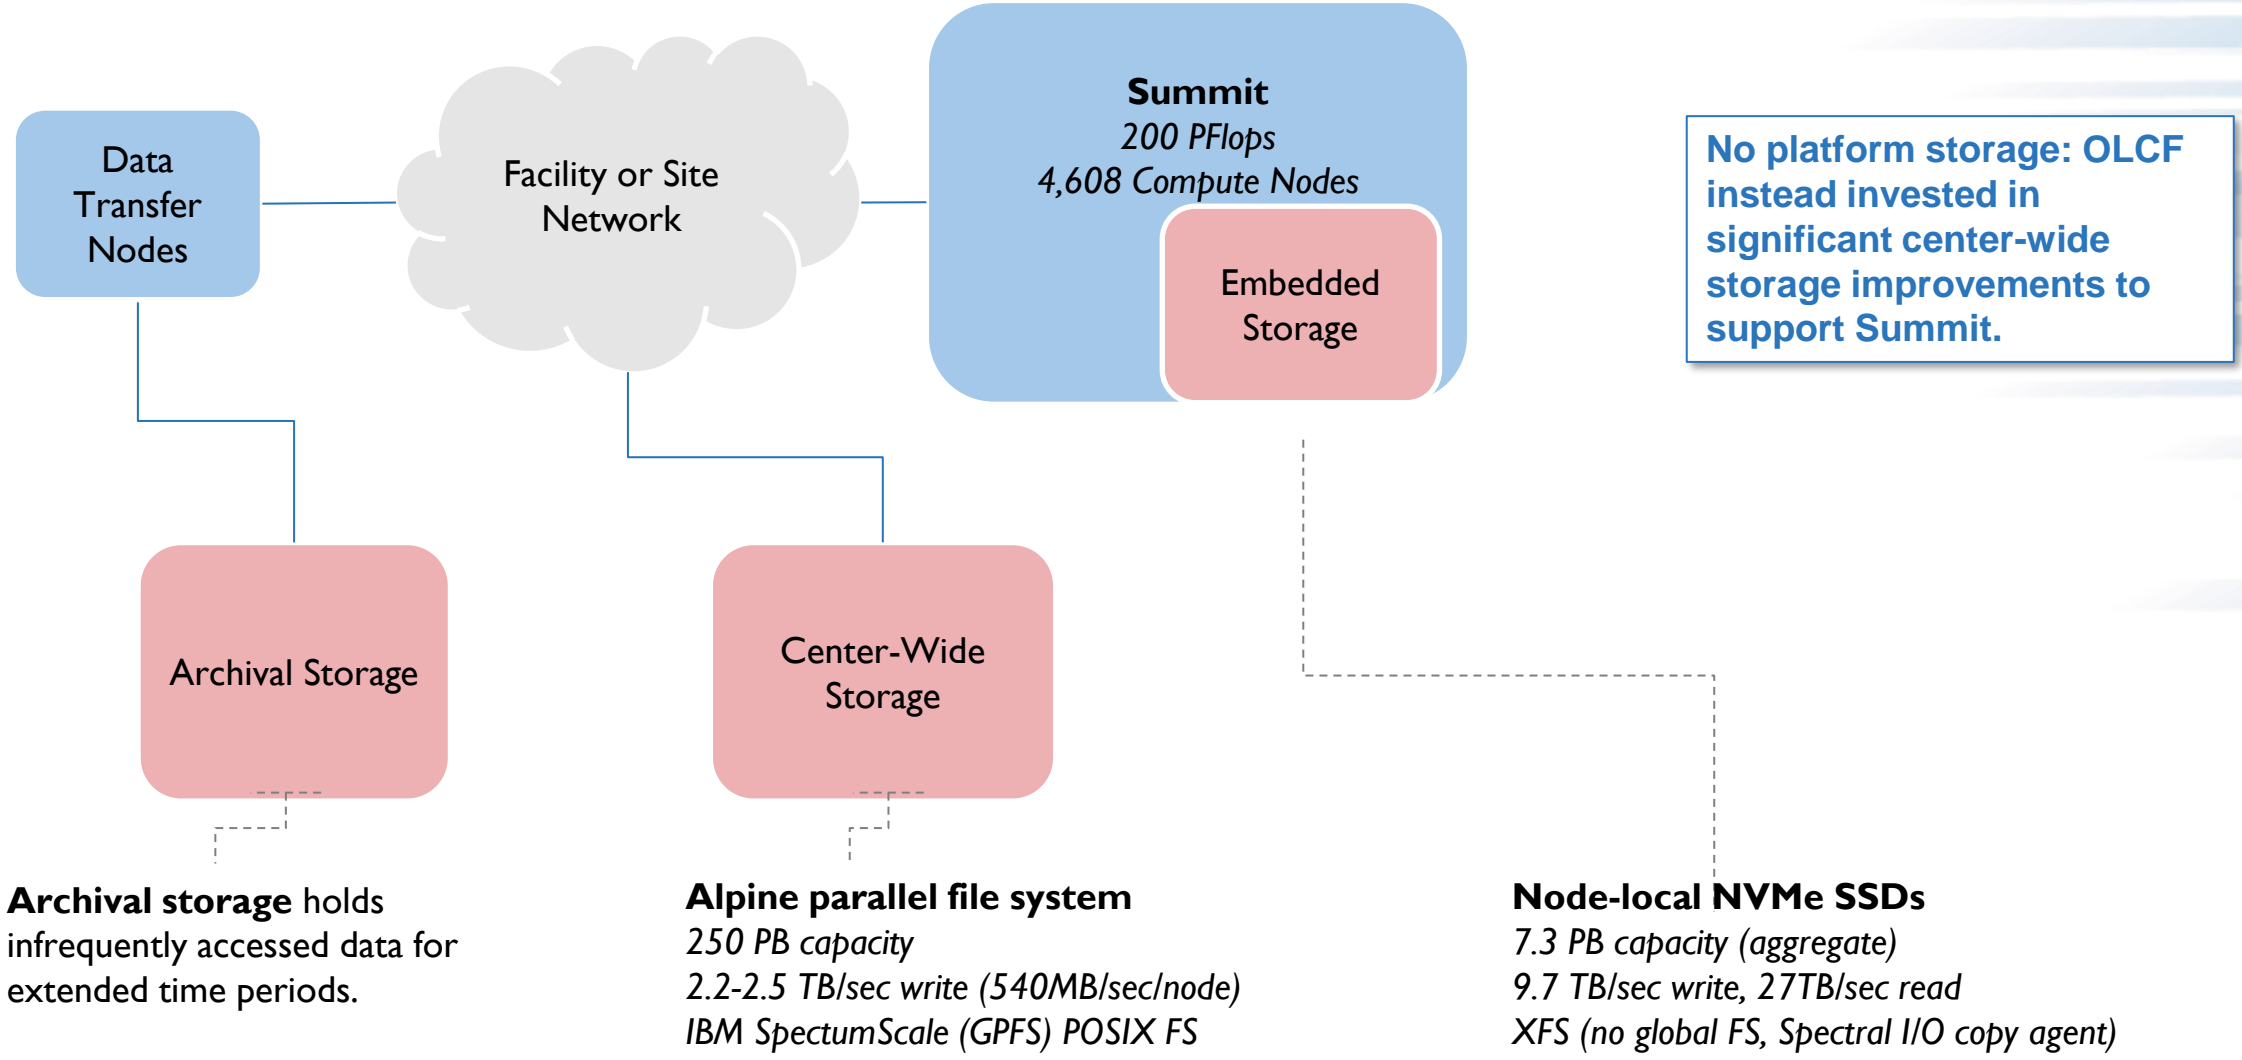 Data
Transfer
Nodes
Facility or Site
Network
Summit
200 PFlops
4,608 Compute Nodes
Embedded
Storage
No platform storage: OLCF
instead invested in
significant center-wide
storage improvements to
support Summit.
Archival Storage
Center-Wide
Storage
Archival storage holds
infrequently accessed data for
extended time periods.
Alpine parallel file system
250 PB capacity
2.2-2.5 TB/sec write (540MB/sec/node)
IBM SpectumScale (GPFS) POSIX FS
Node-local NVMe SSDs
7.3 PB capacity (aggregate)
9.7 TB/sec write, 27TB/sec read
XFS (no global FS, Spectral I/O copy agent)